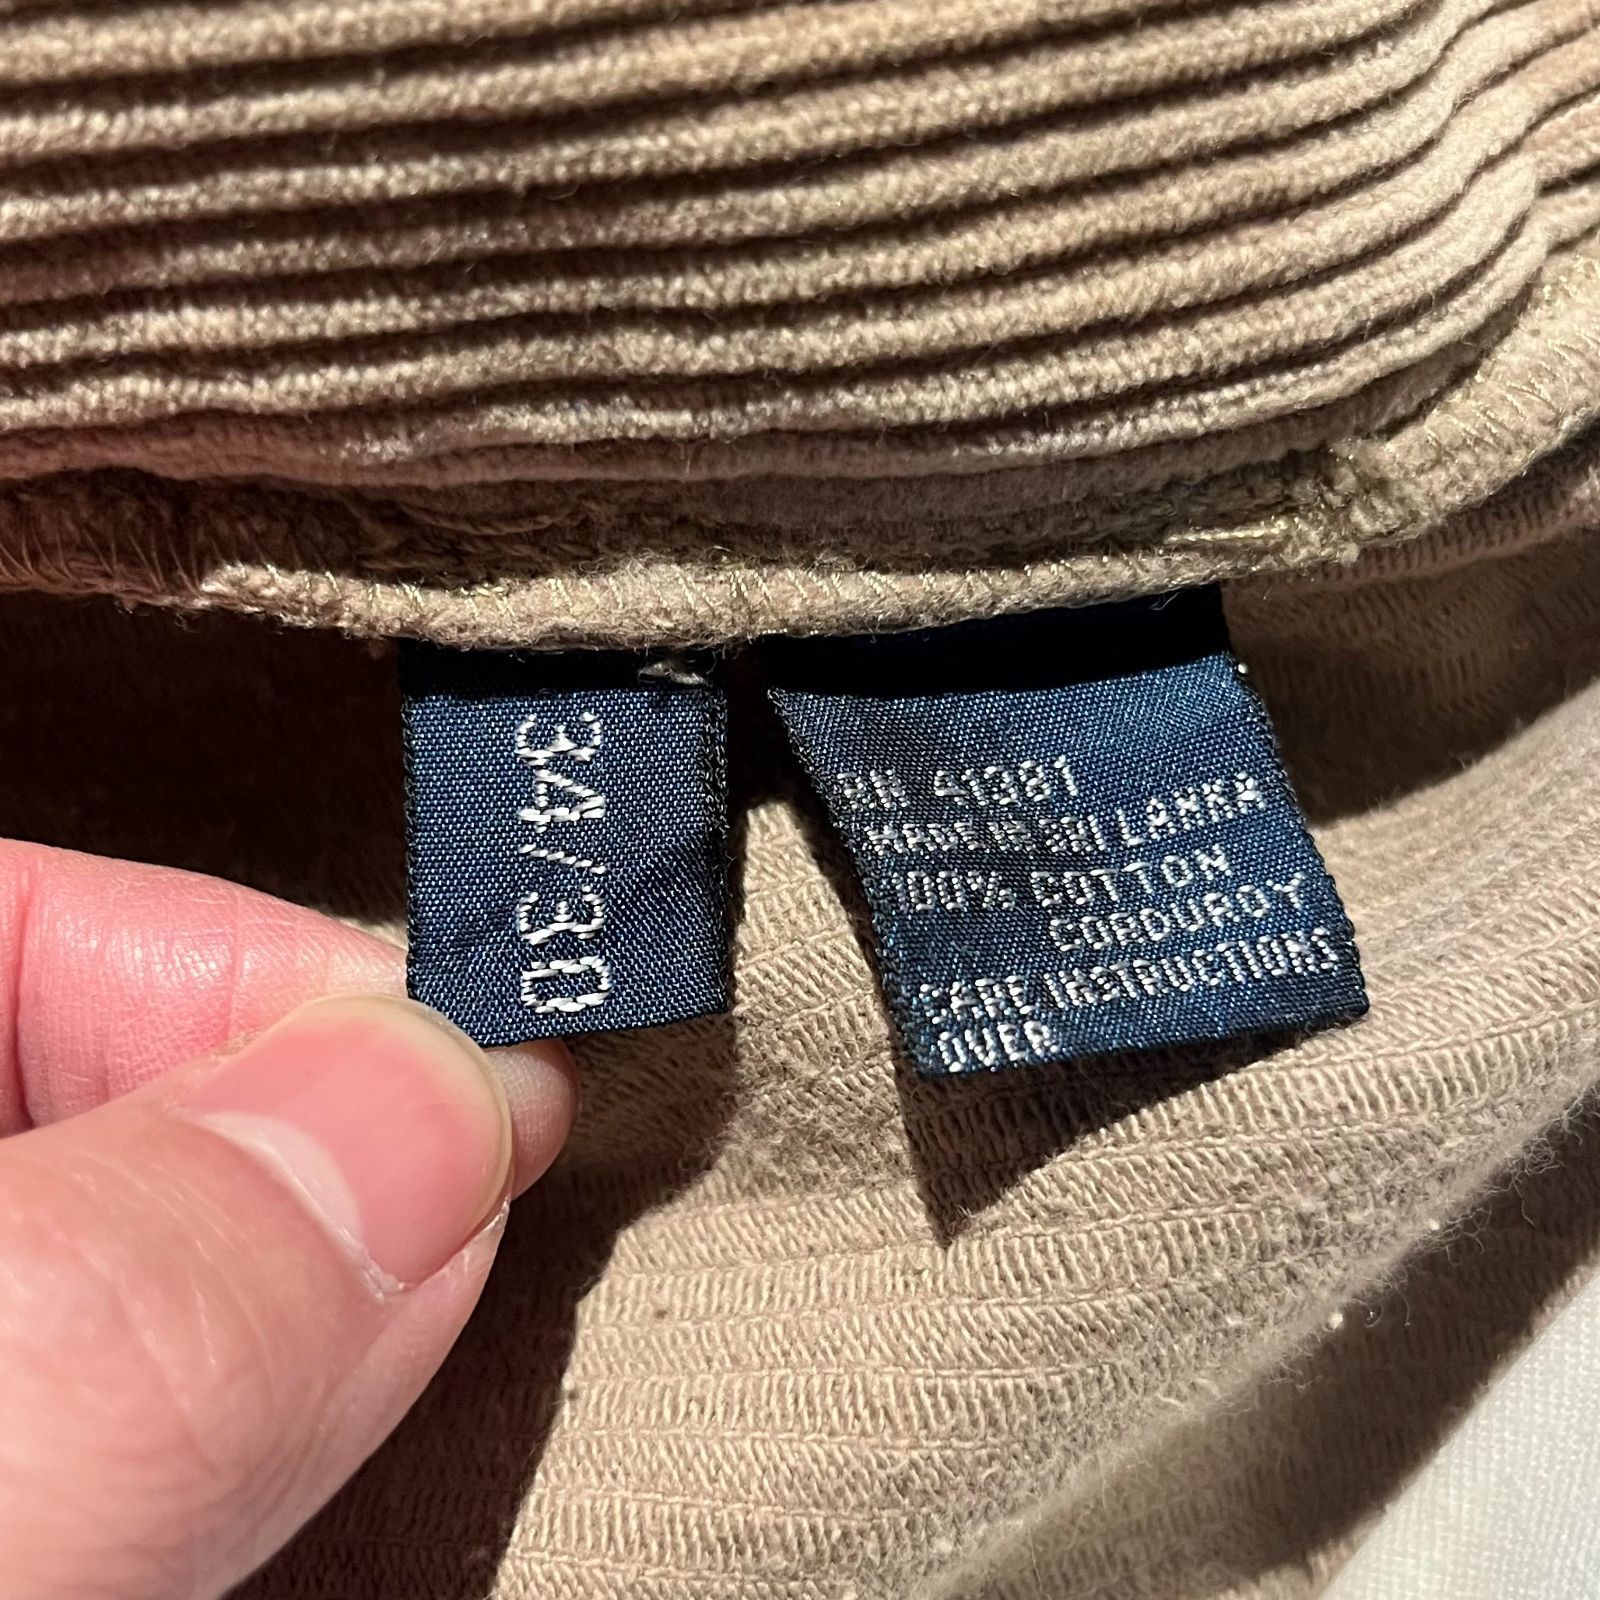 34/30
RN 41381
MADE IN SRI LANKA
100% COTTON
CORDUROY
CARE INSTRUCTIONS
OVER